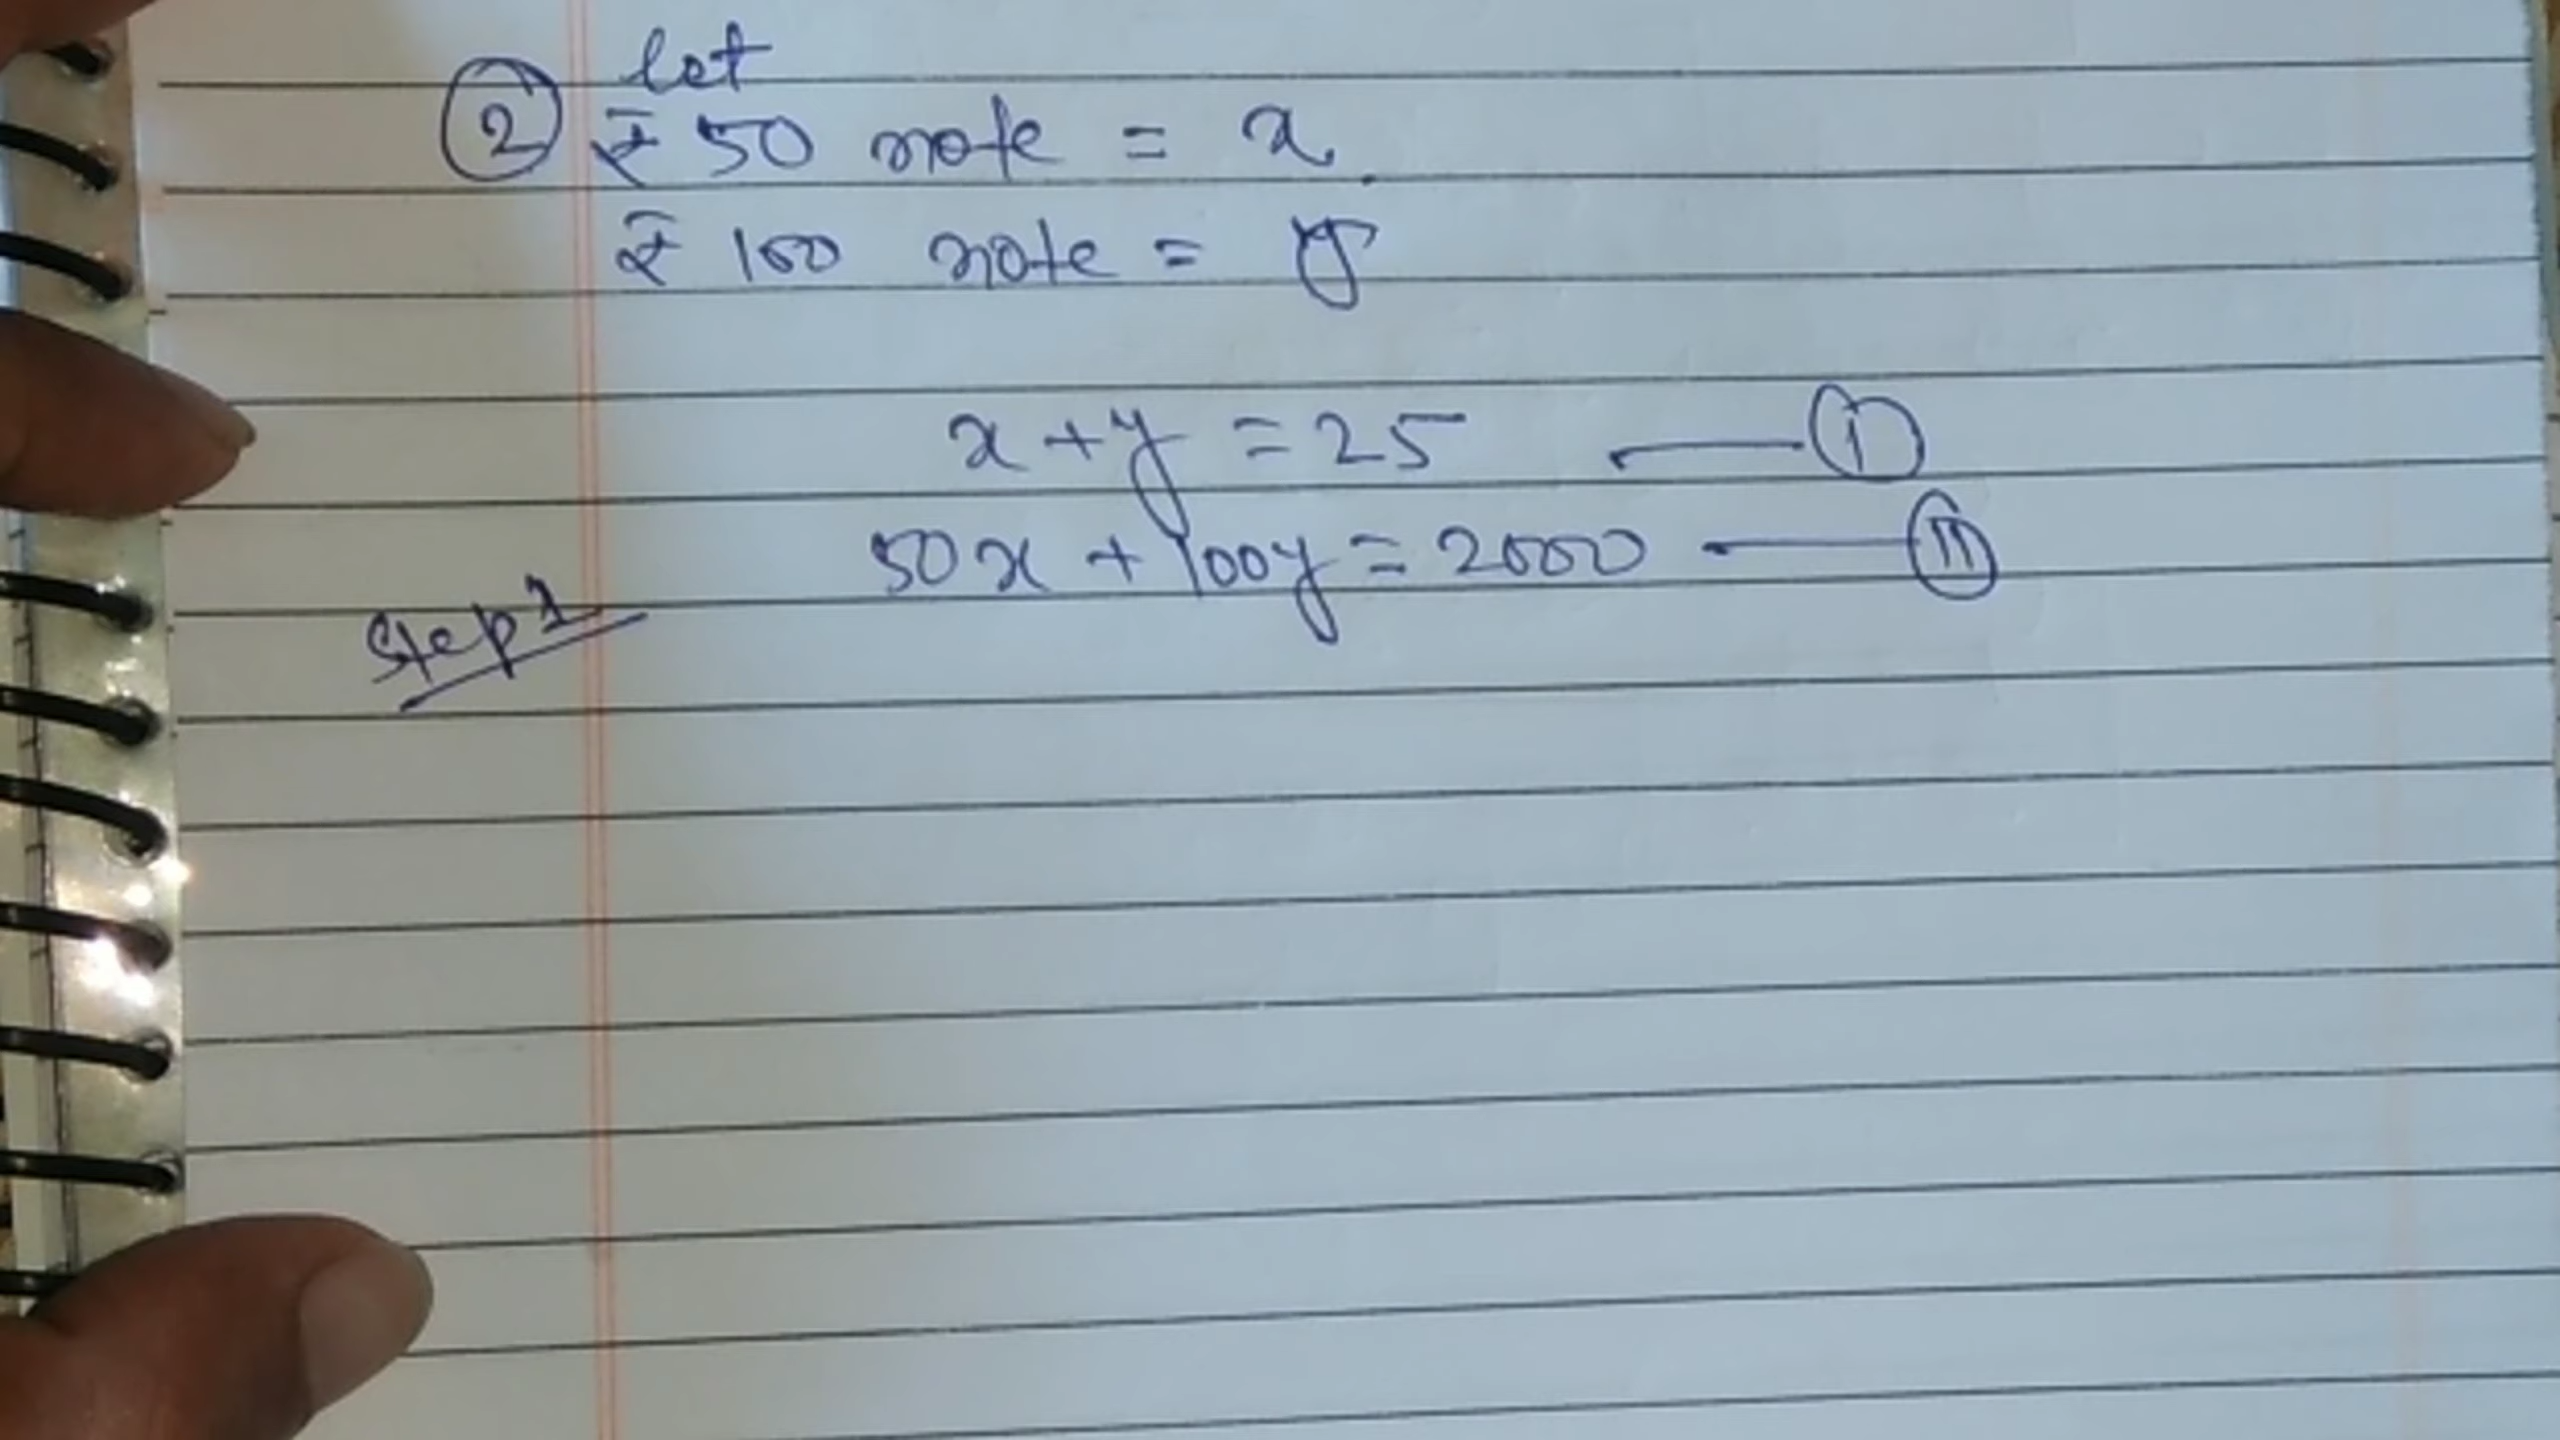 let
② ₹ 50 note = x.
₹ 100 note = y
x + y = 25 — Ⓘ
50x + 100y = 2000 — Ⅱ
Step 1